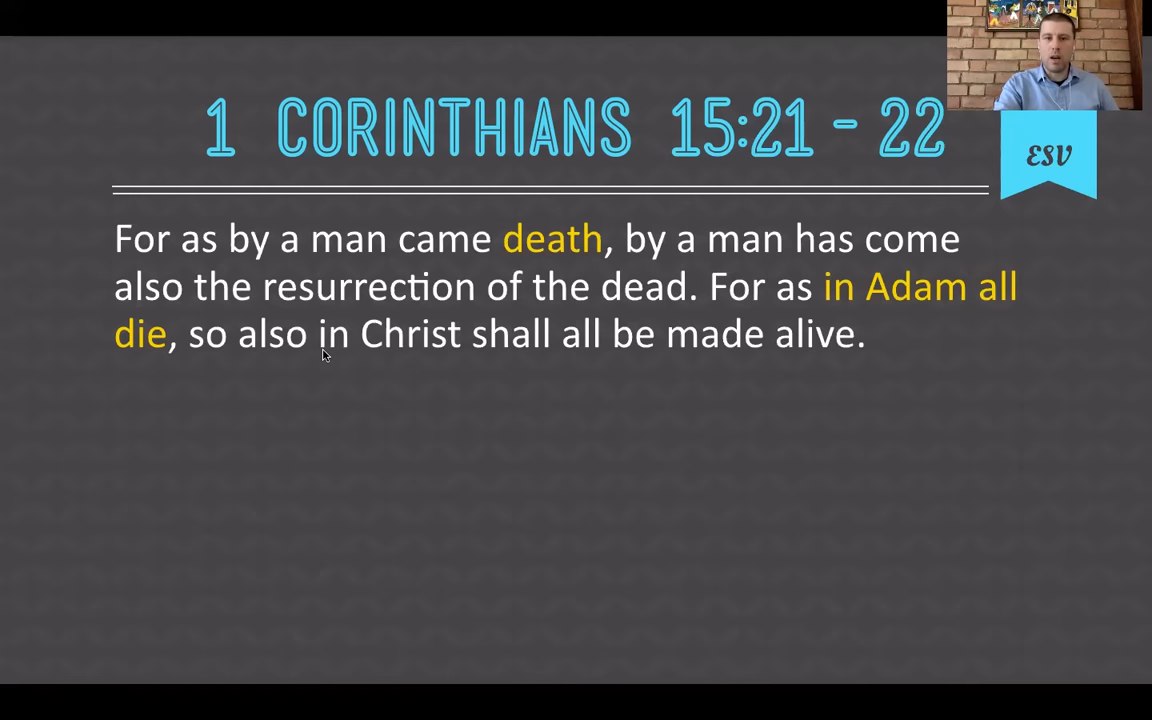 1 CORINTHIANS 15:21 - 22
ESV
For as by a man came death, by a man has come
also the resurrection of the dead. For as in Adam all
die, so also in Christ shall all be made alive.